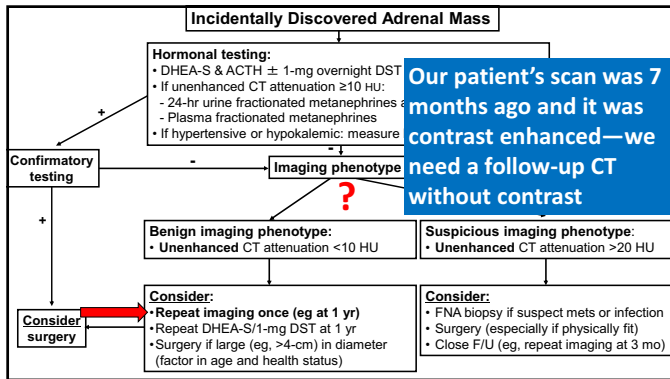 Incidentally Discovered Adrenal Mass
Hormonal testing:
• DHEA-S & ACTH ± 1-mg overnight DST
• If unenhanced CT attenuation ≥10 HU:
- 24-hr urine fractionated metanephrines
- Plasma fractionated metanephrines
• If hypertensive or hypokalemic: measure
Our patient’s scan was 7
months ago and it was
contrast enhanced—we
need a follow-up CT
without contrast
+
-
-
Confirmatory
testing
Imaging phenotype
?
+
Benign imaging phenotype:
• Unenhanced CT attenuation <10 HU
Suspicious imaging phenotype:
• Unenhanced CT attenuation >20 HU
Consider
surgery
Consider:
•Repeat imaging once (eg at 1 yr)
•Repeat DHEA-S/1-mg DST at 1 yr
•Surgery if large (eg, >4-cm) in diameter
(factor in age and health status)
Consider:
• FNA biopsy if suspect mets or infection
• Surgery (especially if physically fit)
• Close F/U (eg, repeat imaging at 3 mo)